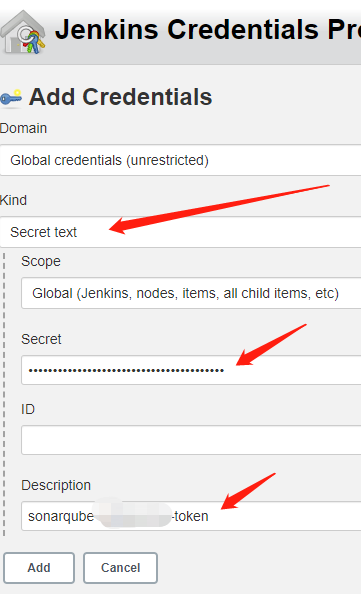 Jenkins Credentials Pro
Add Credentials
Domain
Global credentials (unrestricted)
Kind
Secret text
Scope
Global (Jenkins, nodes, items, all child items, etc)
Secret
••••••••••••••••••••••••••••••••••••••••
ID
Description
sonarqube -token
Add Cancel